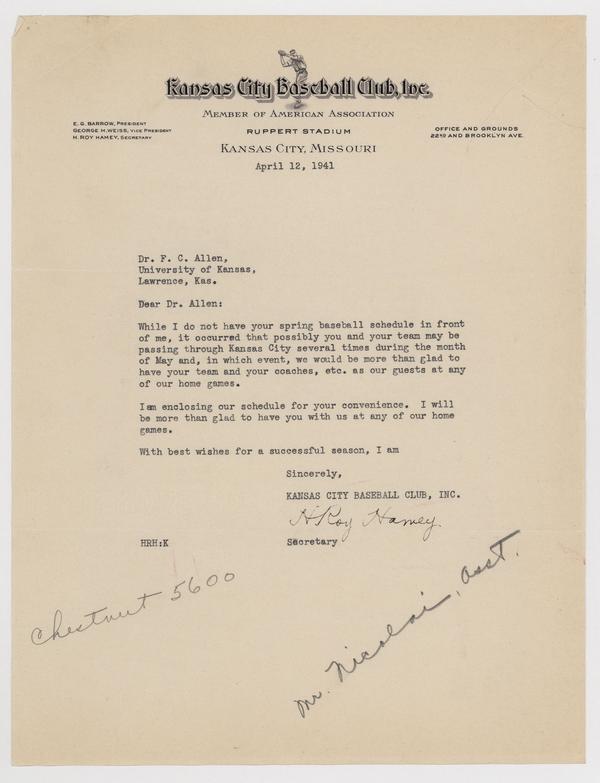 Kansas City Baseball Club, Inc.
MEMBER OF AMERICAN ASSOCIATION
E. G. BARROW, PRESIDENT
GEORGE H. WEISS, VICE PRESIDENT
H. ROY HAMEY, SECRETARY
RUPPERT STADIUM
OFFICE AND GROUNDS
22ND AND BROOKLYN AVE.
KANSAS CITY, MISSOURI
April 12, 1941
Dr. F. C. Allen,
University of Kansas,
Lawrence, Kas.
Dear Dr. Allen:
While I do not have your spring baseball schedule in front
of me, it occurred that possibly you and your team may be
passing through Kansas City several times during the month
of May and, in which event, we would be more than glad to
have your team and your coaches, etc. as our guests at any
of our home games.
I am enclosing our schedule for your convenience. I will
be more than glad to have you with us at any of our home
games.
With best wishes for a successful season, I am
Sincerely,
KANSAS CITY BASEBALL CLUB, INC.
H Roy Hamey
HRH:K
Secretary
Chestnut 5600
Mr. Nicolai, Asst.